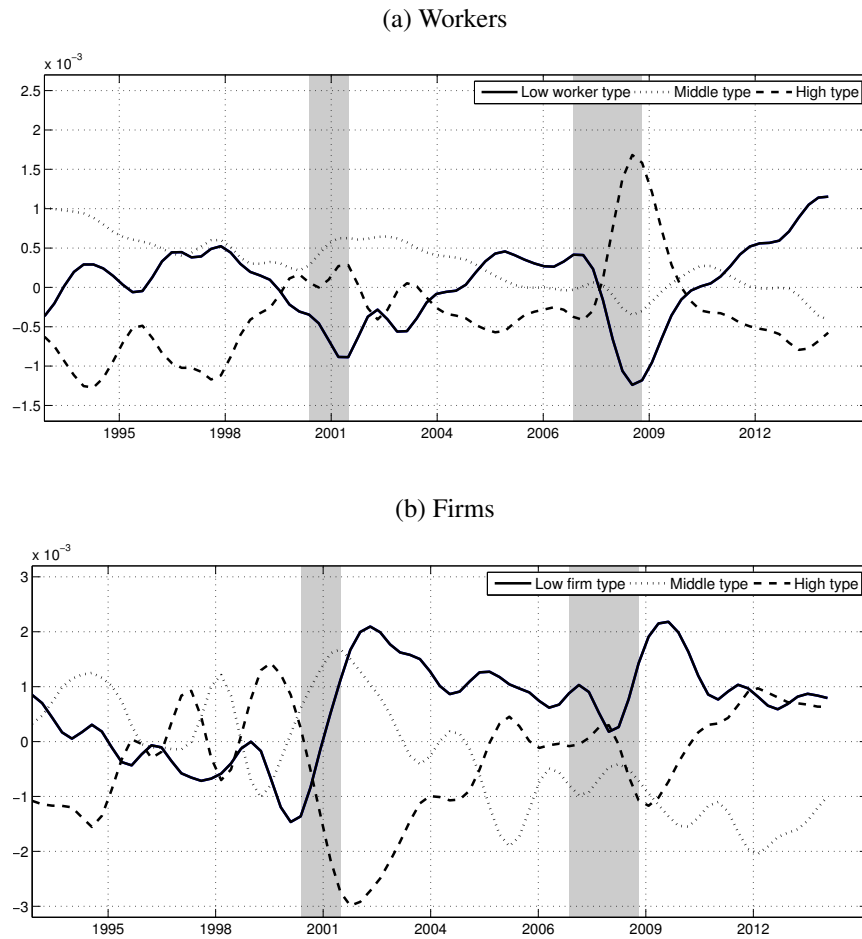 (a) Workers
x 10⁻³
Low worker type Middle type High type
2.5
2
1.5
1
0.5
0
−0.5
−1
−1.5
1995 1998 2001 2004 2006 2009 2012
(b) Firms
x 10⁻³
Low firm type Middle type High type
3
2
1
0
−1
−2
−3
1995 1998 2001 2004 2006 2009 2012